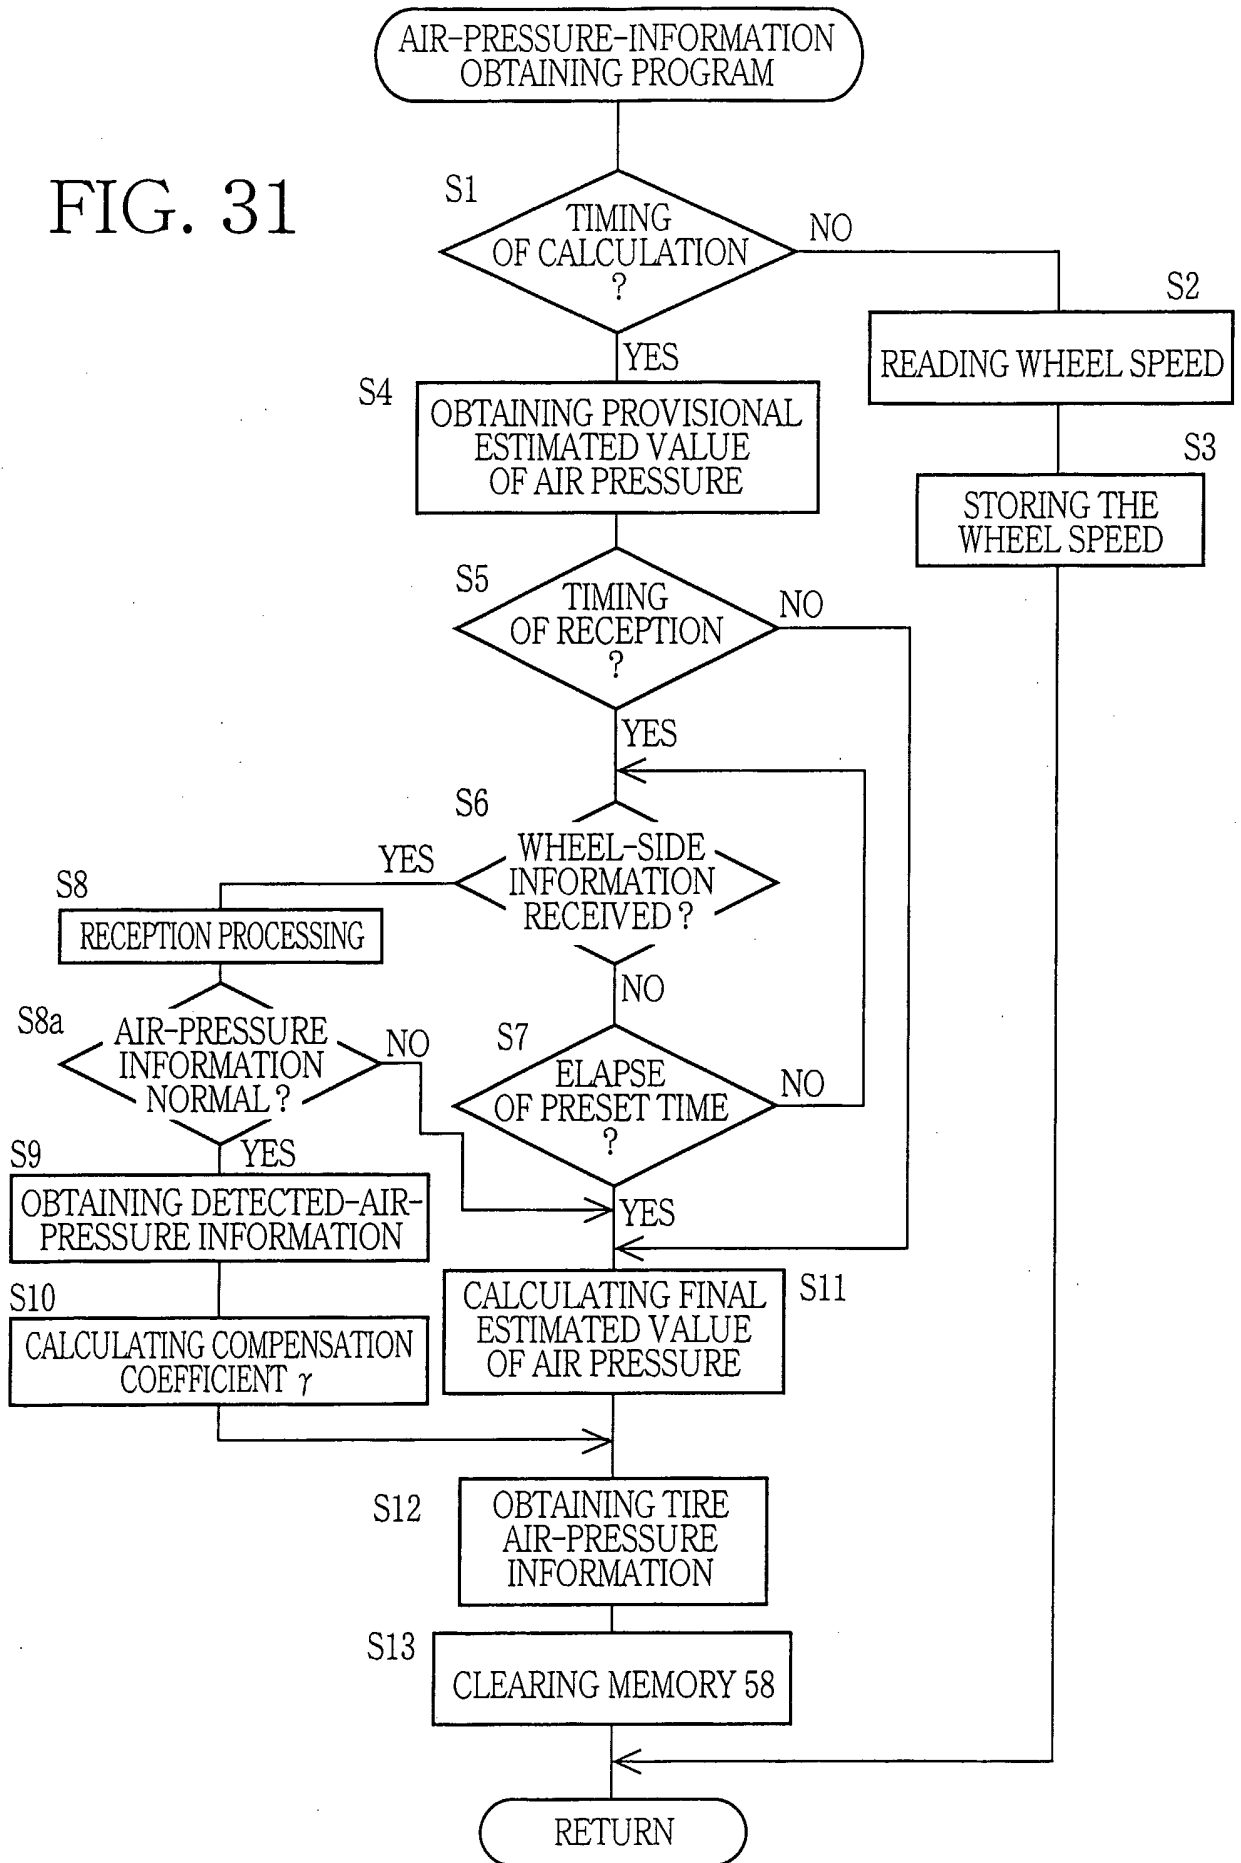 AIR-PRESSURE-INFORMATION
OBTAINING PROGRAM
FIG. 31
S1
TIMING
OF CALCULATION
?
NO
YES
S2
READING WHEEL SPEED
S3
STORING THE
WHEEL SPEED
S4
OBTAINING PROVISIONAL
ESTIMATED VALUE
OF AIR PRESSURE
S5
TIMING
OF RECEPTION
?
NO
YES
S6
WHEEL-SIDE
INFORMATION
RECEIVED ?
YES
NO
S8
RECEPTION PROCESSING
S8a
AIR-PRESSURE
INFORMATION
NORMAL ?
NO
YES
S7
ELAPSE
OF PRESET TIME
?
NO
YES
S9
OBTAINING DETECTED-AIR-
PRESSURE INFORMATION
S10
CALCULATING COMPENSATION
COEFFICIENT γ
S11
CALCULATING FINAL
ESTIMATED VALUE
OF AIR PRESSURE
S12
OBTAINING TIRE
AIR-PRESSURE
INFORMATION
S13
CLEARING MEMORY 58
RETURN